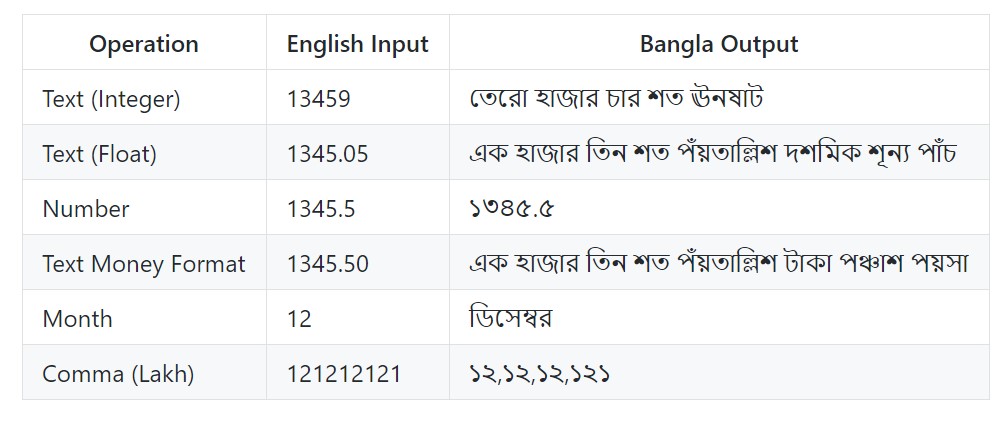 Operation English Input Bangla Output
Text (Integer) 13459 তেরো হাজার চার শত ঊনষাট
Text (Float) 1345.05 এক হাজার তিন শত পঁয়তাল্লিশ দশমিক শূন্য পাঁচ
Number 1345.5 ১৩৪৫.৫
Text Money Format 1345.50 এক হাজার তিন শত পঁয়তাল্লিশ টাকা পঞ্চাশ পয়সা
Month 12 ডিসেম্বর
Comma (Lakh) 121212121 ১২,১২,১২,১২১